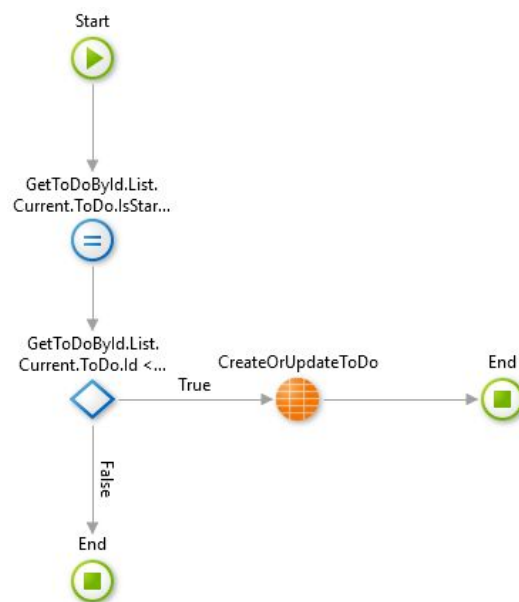 Start
GetToDoById.List.
Current.ToDo.IsStar...
GetToDoById.List.
Current.ToDo.Id <...
True
CreateOrUpdateToDo
End
False
End